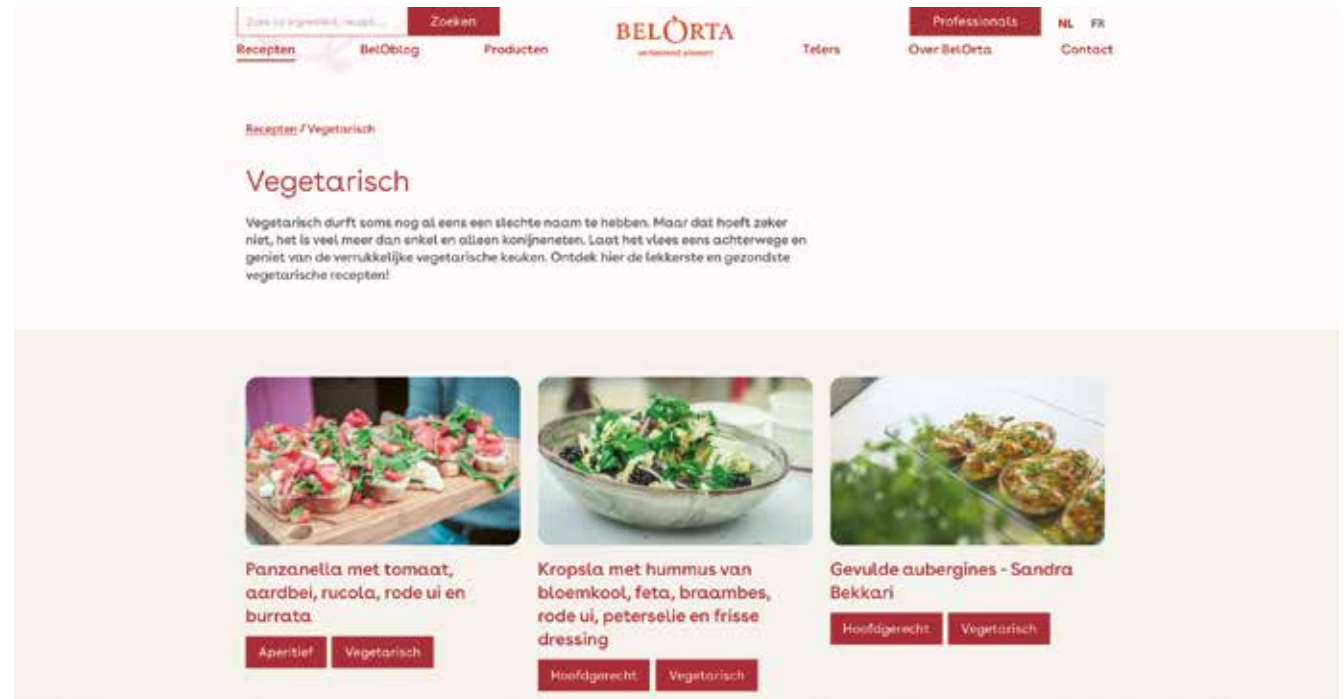 Zoek op ingrediënt, recept...
Zoeken
BELORTA
Professionals
NL FR
Recepten
BelOblog
Producten
Telers
Over BelOrta
Contact
Recepten / Vegetarisch
Vegetarisch
Vegetarisch durft soms nog al eens een slechte naam te hebben. Maar dat hoeft zeker
niet, het is veel meer dan enkel en alleen konijneneten. Laat het vlees eens achterwege en
geniet van de verrukkelijke vegetarische keuken. Ontdek hier de lekkerste en gezondste
vegetarische recepten!
Panzanella met tomaat,
aardbei, rucola, rode ui en
burrata
Aperitief
Vegetarisch
Kropsla met hummus van
bloemkool, feta, braambes,
rode ui, peterselie en frisse
dressing
Hoofdgerecht
Vegetarisch
Gevulde aubergines - Sandra
Bekkari
Hoofdgerecht
Vegetarisch